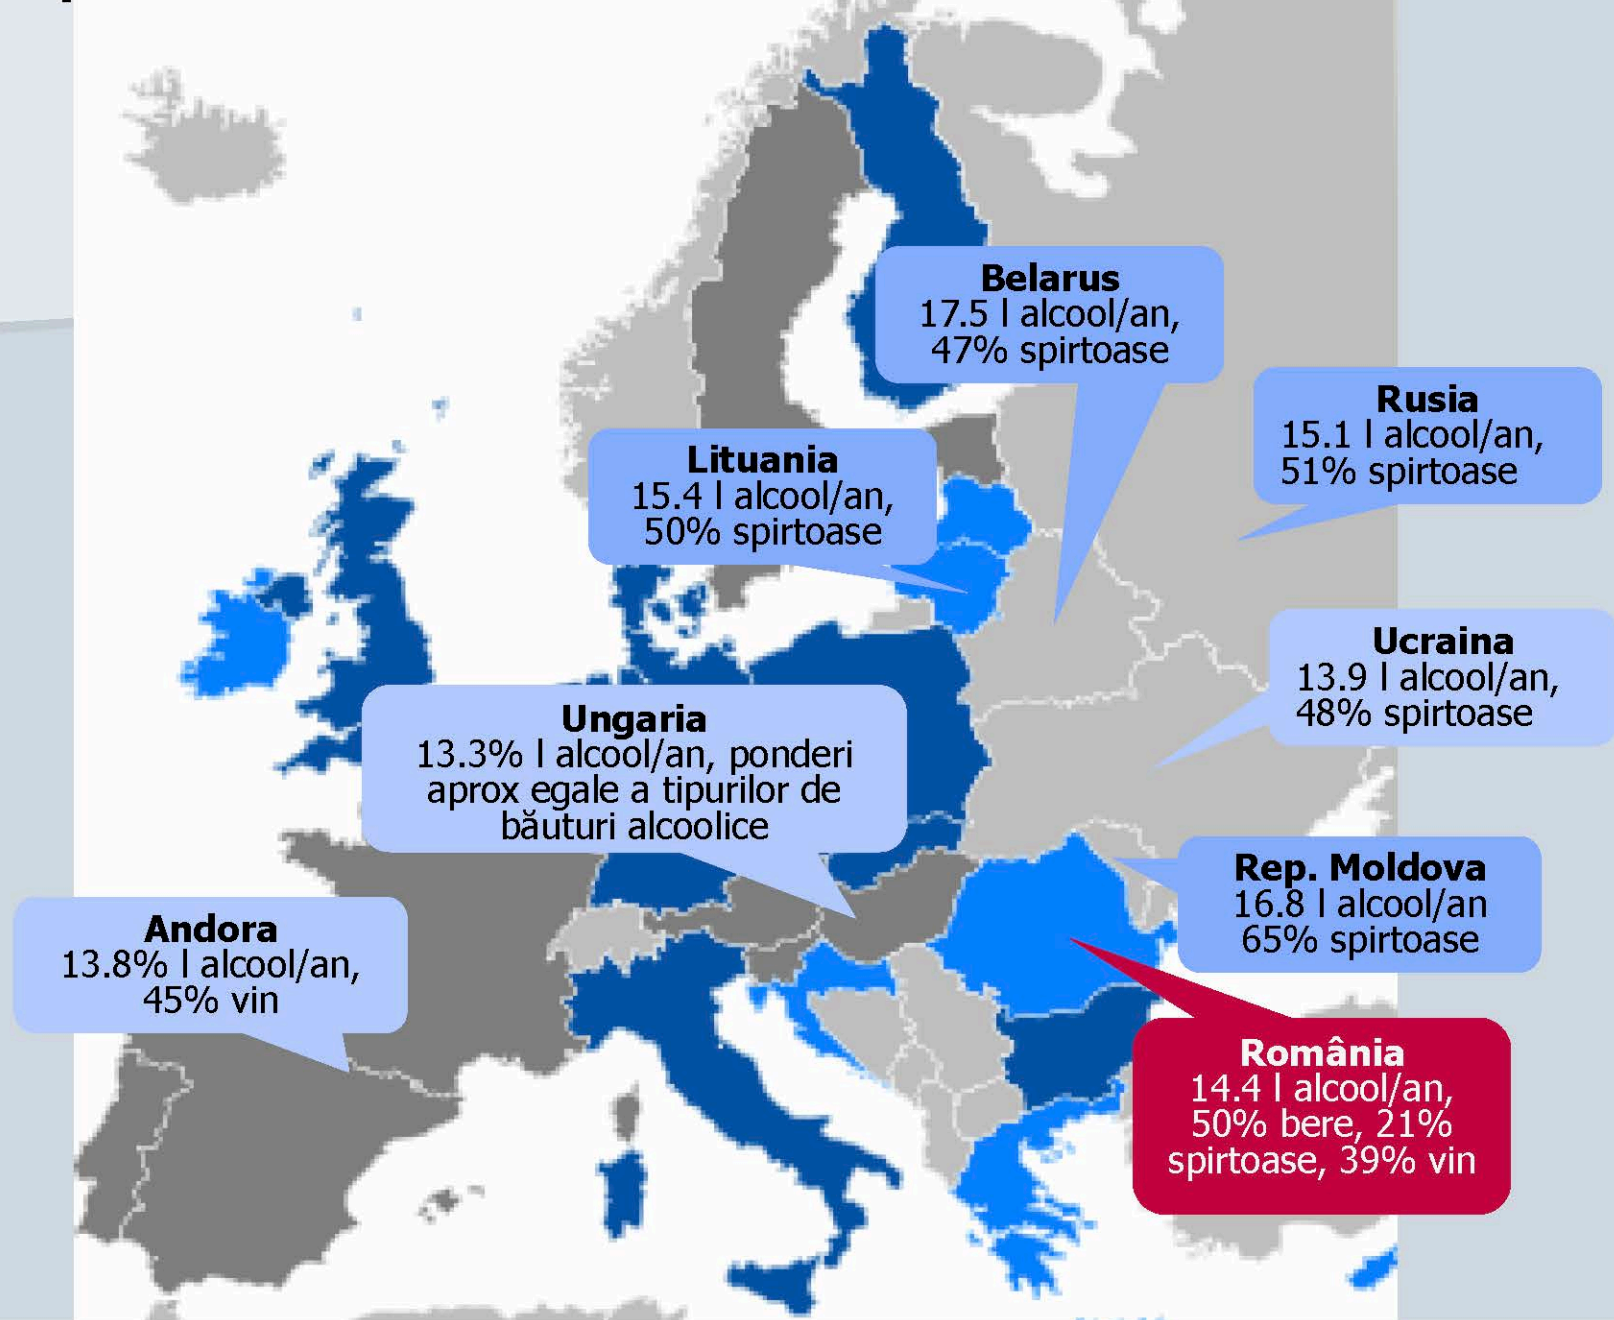 Belarus
17.5 l alcool/an,
47% spirtoase
Rusia
15.1 l alcool/an,
51% spirtoase
Lituania
15.4 l alcool/an,
50% spirtoase
Ucraina
13.9 l alcool/an,
48% spirtoase
Ungaria
13.3% l alcool/an, ponderi
aprox egale a tipurilor de
băuturi alcoolice
Rep. Moldova
16.8 l alcool/an
65% spirtoase
Andora
13.8% l alcool/an,
45% vin
România
14.4 l alcool/an,
50% bere, 21%
spirtoase, 39% vin